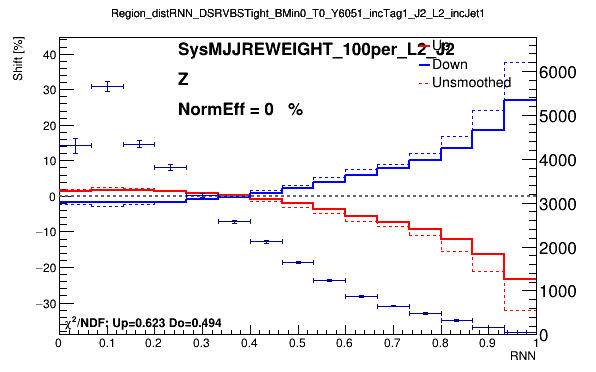 Region_distRNN_DSRVBSTight_BMin0_T0_Y6051_incTag1_J2_L2_incJet1
Shift [%]
SysMJJREWEIGHT_100per_L2_J2
Z
NormEff = 0 %
Up
Down
Unsmoothed
40
30
20
10
0
−10
−20
−30
6000
5000
4000
3000
2000
1000
0
χ²/NDF: Up=0.623 Do=0.494
0 0.1 0.2 0.3 0.4 0.5 0.6 0.7 0.8 0.9 1
RNN